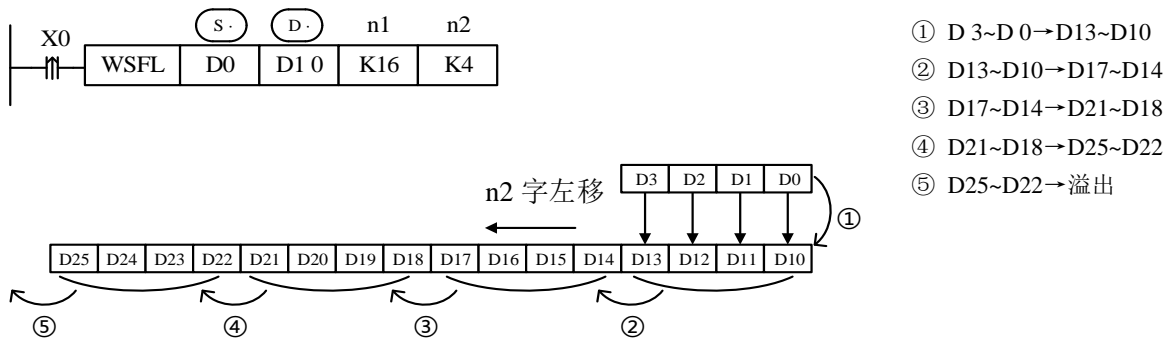 S · D · n1 n2
X0
WSFL D0 D1 0 K16 K4
① D 3~D 0→D13~D10
② D13~D10→D17~D14
③ D17~D14→D21~D18
④ D21~D18→D25~D22
⑤ D25~D22→溢出
D3 D2 D1 D0
n2 字左移
①
D25 D24 D23 D22 D21 D20 D19 D18 D17 D16 D15 D14 D13 D12 D11 D10
⑤ ④ ③ ②